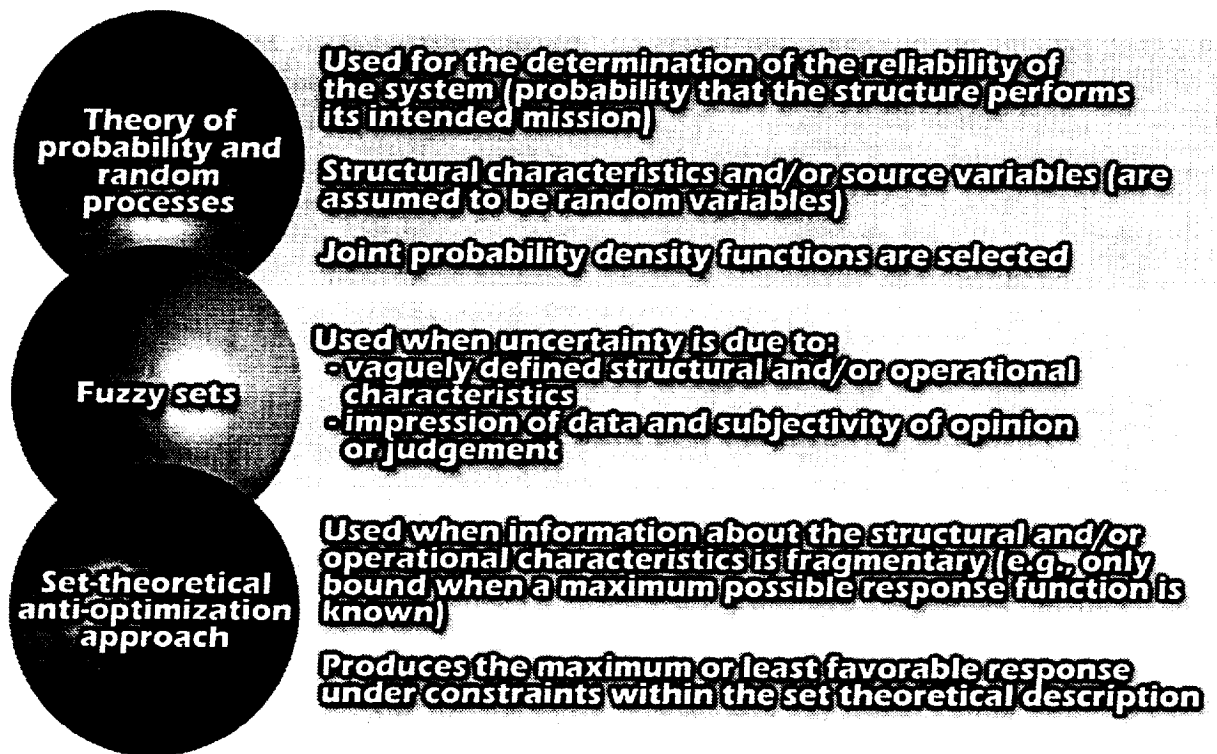 Theory of
probability and
random
processes
Used for the determination of the reliability of
the system (probability that the structure performs
its intended mission)
Structural characteristics and/or source variables (are
assumed to be random variables)
Joint probability density functions are selected
Fuzzy sets
Used when uncertainty is due to:
- vaguely defined structural and/or operational
characteristics
- impression of data and subjectivity of opinion
or judgement
Set-theoretical
anti-optimization
approach
Used when information about the structural and/or
operational characteristics is fragmentary (e.g., only
bound when a maximum possible response function is
known)
Produces the maximum or least favorable response
under constraints within the set theoretical description